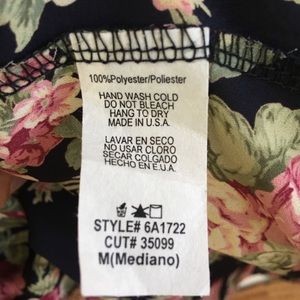 100%Polyester/Poliester
HAND WASH COLD
DO NOT BLEACH
HANG TO DRY
MADE IN U.S.A.
LAVAR EN SECO
NO USAR CLORO
SECAR COLGADO
HECHO EN E.U.A.
STYLE# 6A1722
CUT# 35099
M(Mediano)